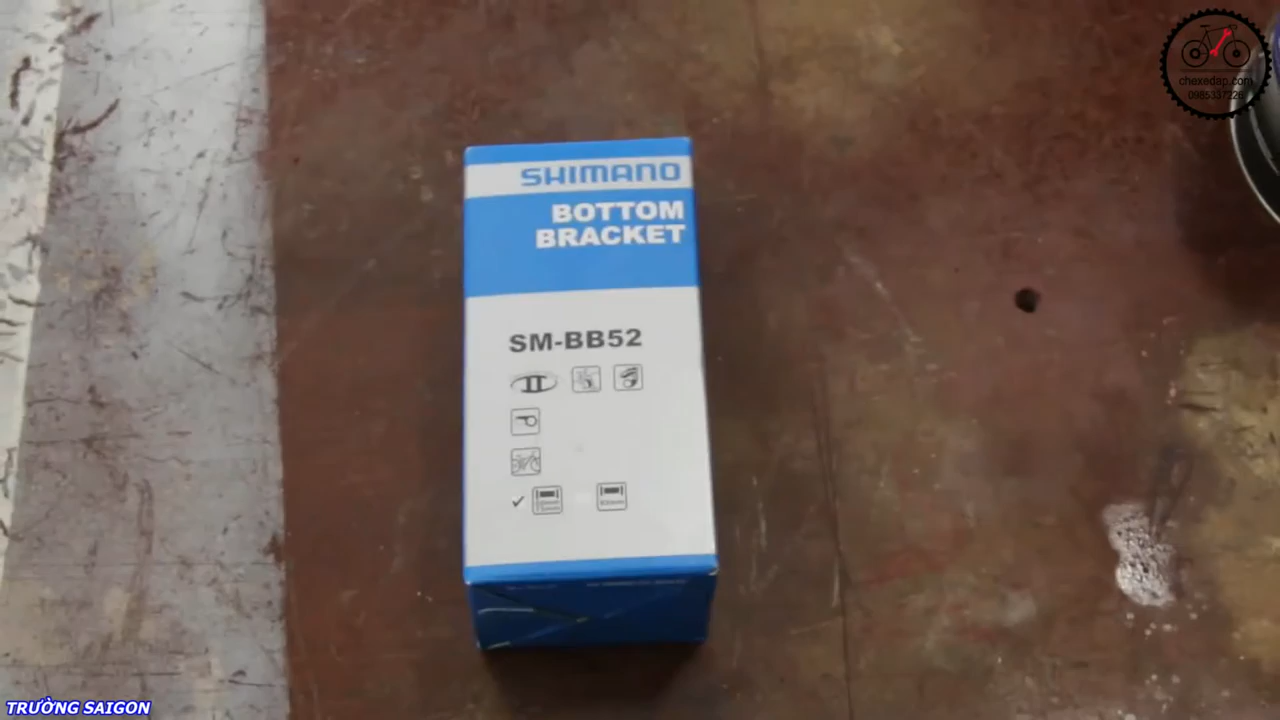 chexedap.com
0985337226
SHIMANO
BOTTOM
BRACKET
SM-BB52
TRƯỜNG SAIGON